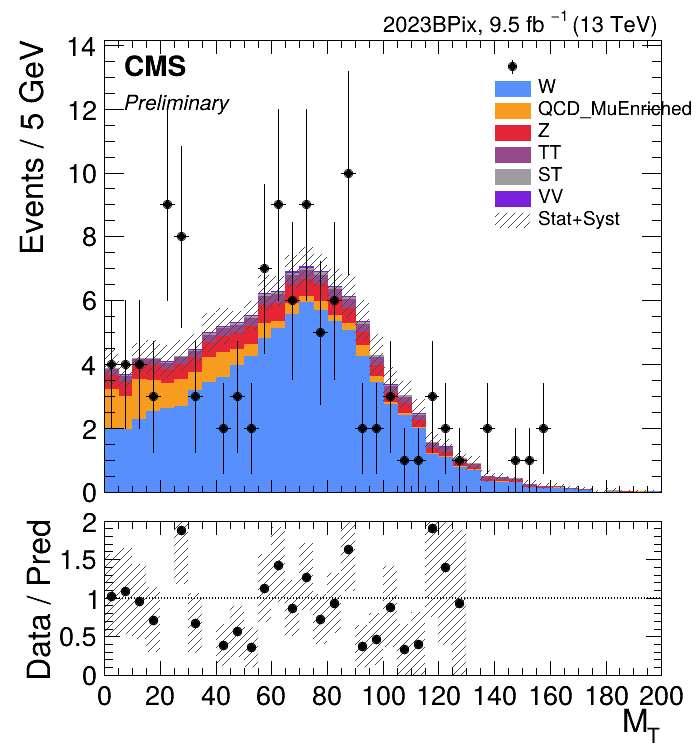 2023BPix, 9.5 fb⁻¹ (13 TeV)
Events / 5 GeV
CMS
Preliminary
W
QCD_MuEnriched
Z
TT
ST
VV
Stat+Syst
14
12
10
8
6
4
2
0
Data / Pred
2
1.5
1
0.5
0
0 20 40 60 80 100 120 140 160 180 200
M_T